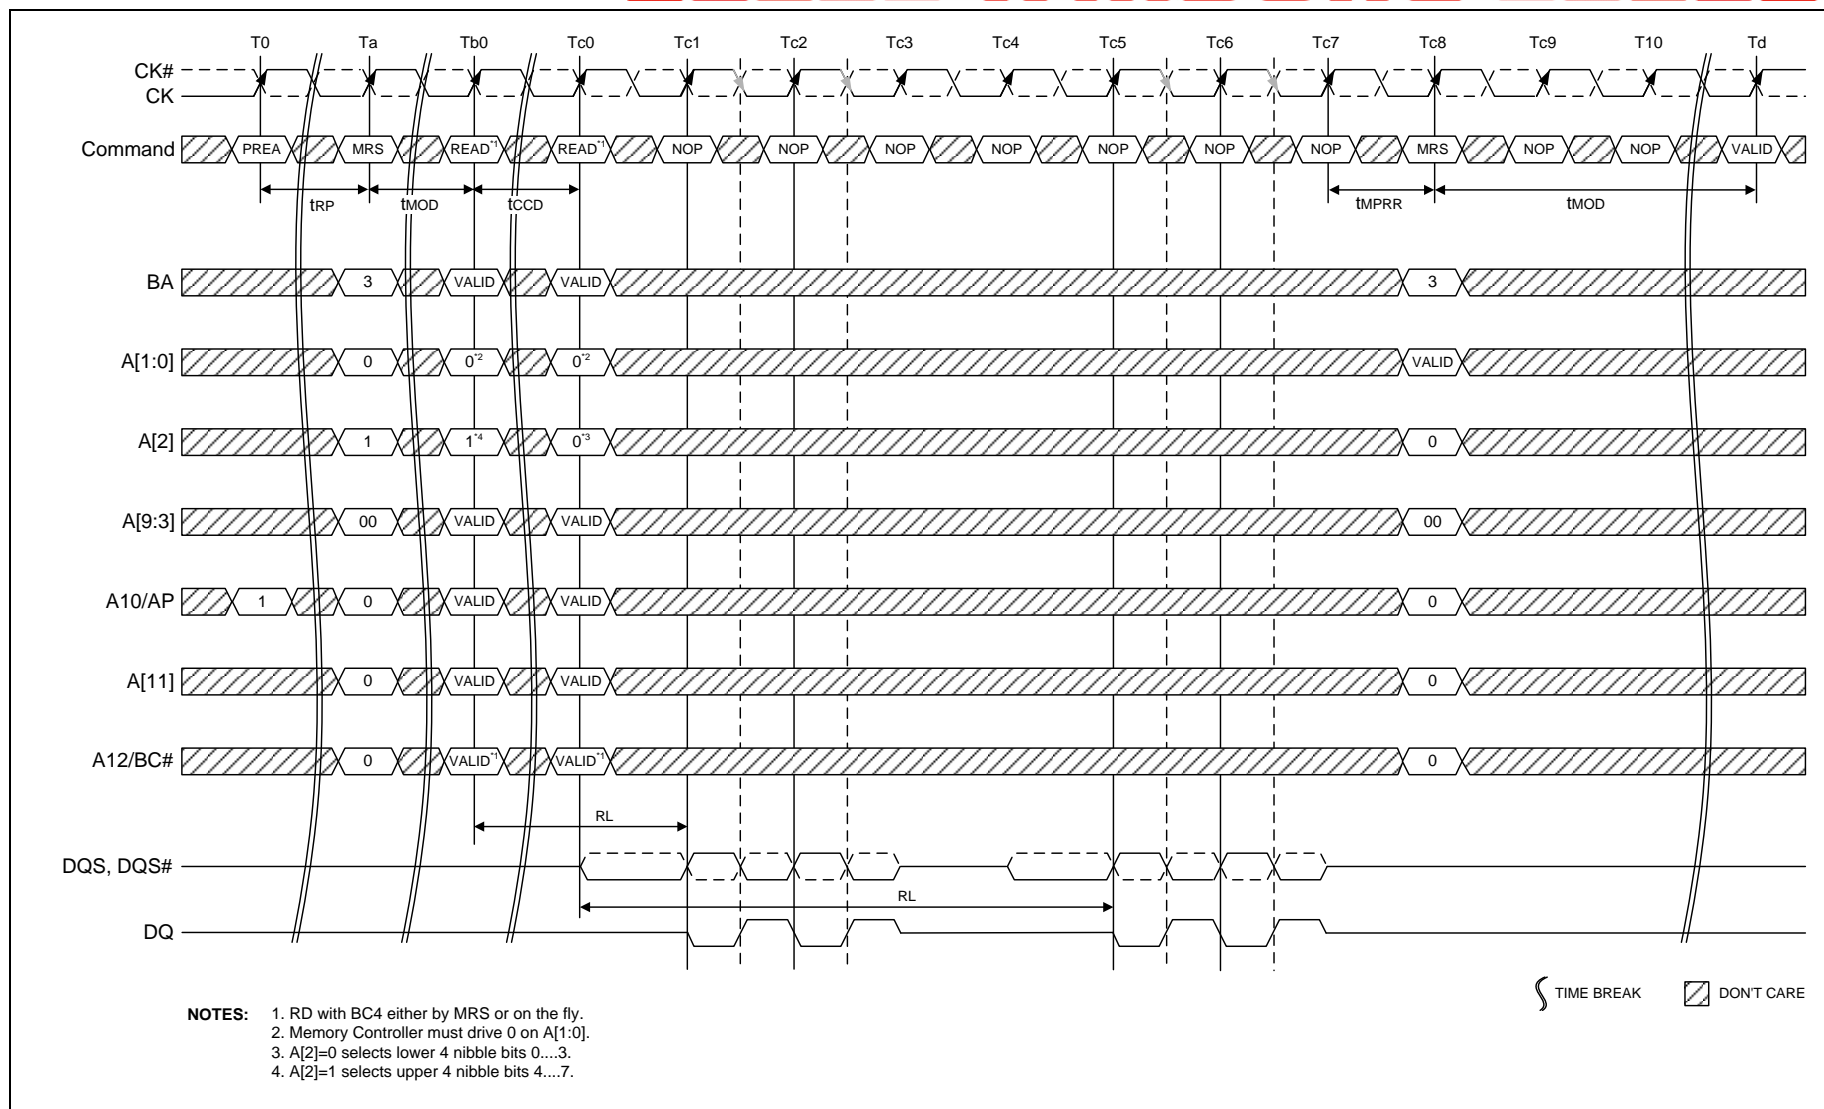 T0 Ta Tb0 Tc0 Tc1 Tc2 Tc3 Tc4 Tc5 Tc6 Tc7 Tc8 Tc9 T10 Td
CK#
CK
Command PREA MRS READ*1 READ*1 NOP NOP NOP NOP NOP NOP NOP MRS NOP NOP VALID
tRP tMOD tCCD tMPRR tMOD
BA 3 VALID VALID 3
A[1:0] 0 0*2 0*2 VALID
A[2] 1 1*4 0*3 0
A[9:3] 00 VALID VALID 00
A10/AP 1 0 VALID VALID 0
A[11] 0 VALID VALID 0
A12/BC# 0 VALID*1 VALID*1 0
RL
DQS, DQS#
RL
DQ
TIME BREAK DON'T CARE
NOTES: 1. RD with BC4 either by MRS or on the fly.
2. Memory Controller must drive 0 on A[1:0].
3. A[2]=0 selects lower 4 nibble bits 0....3.
4. A[2]=1 selects upper 4 nibble bits 4....7.